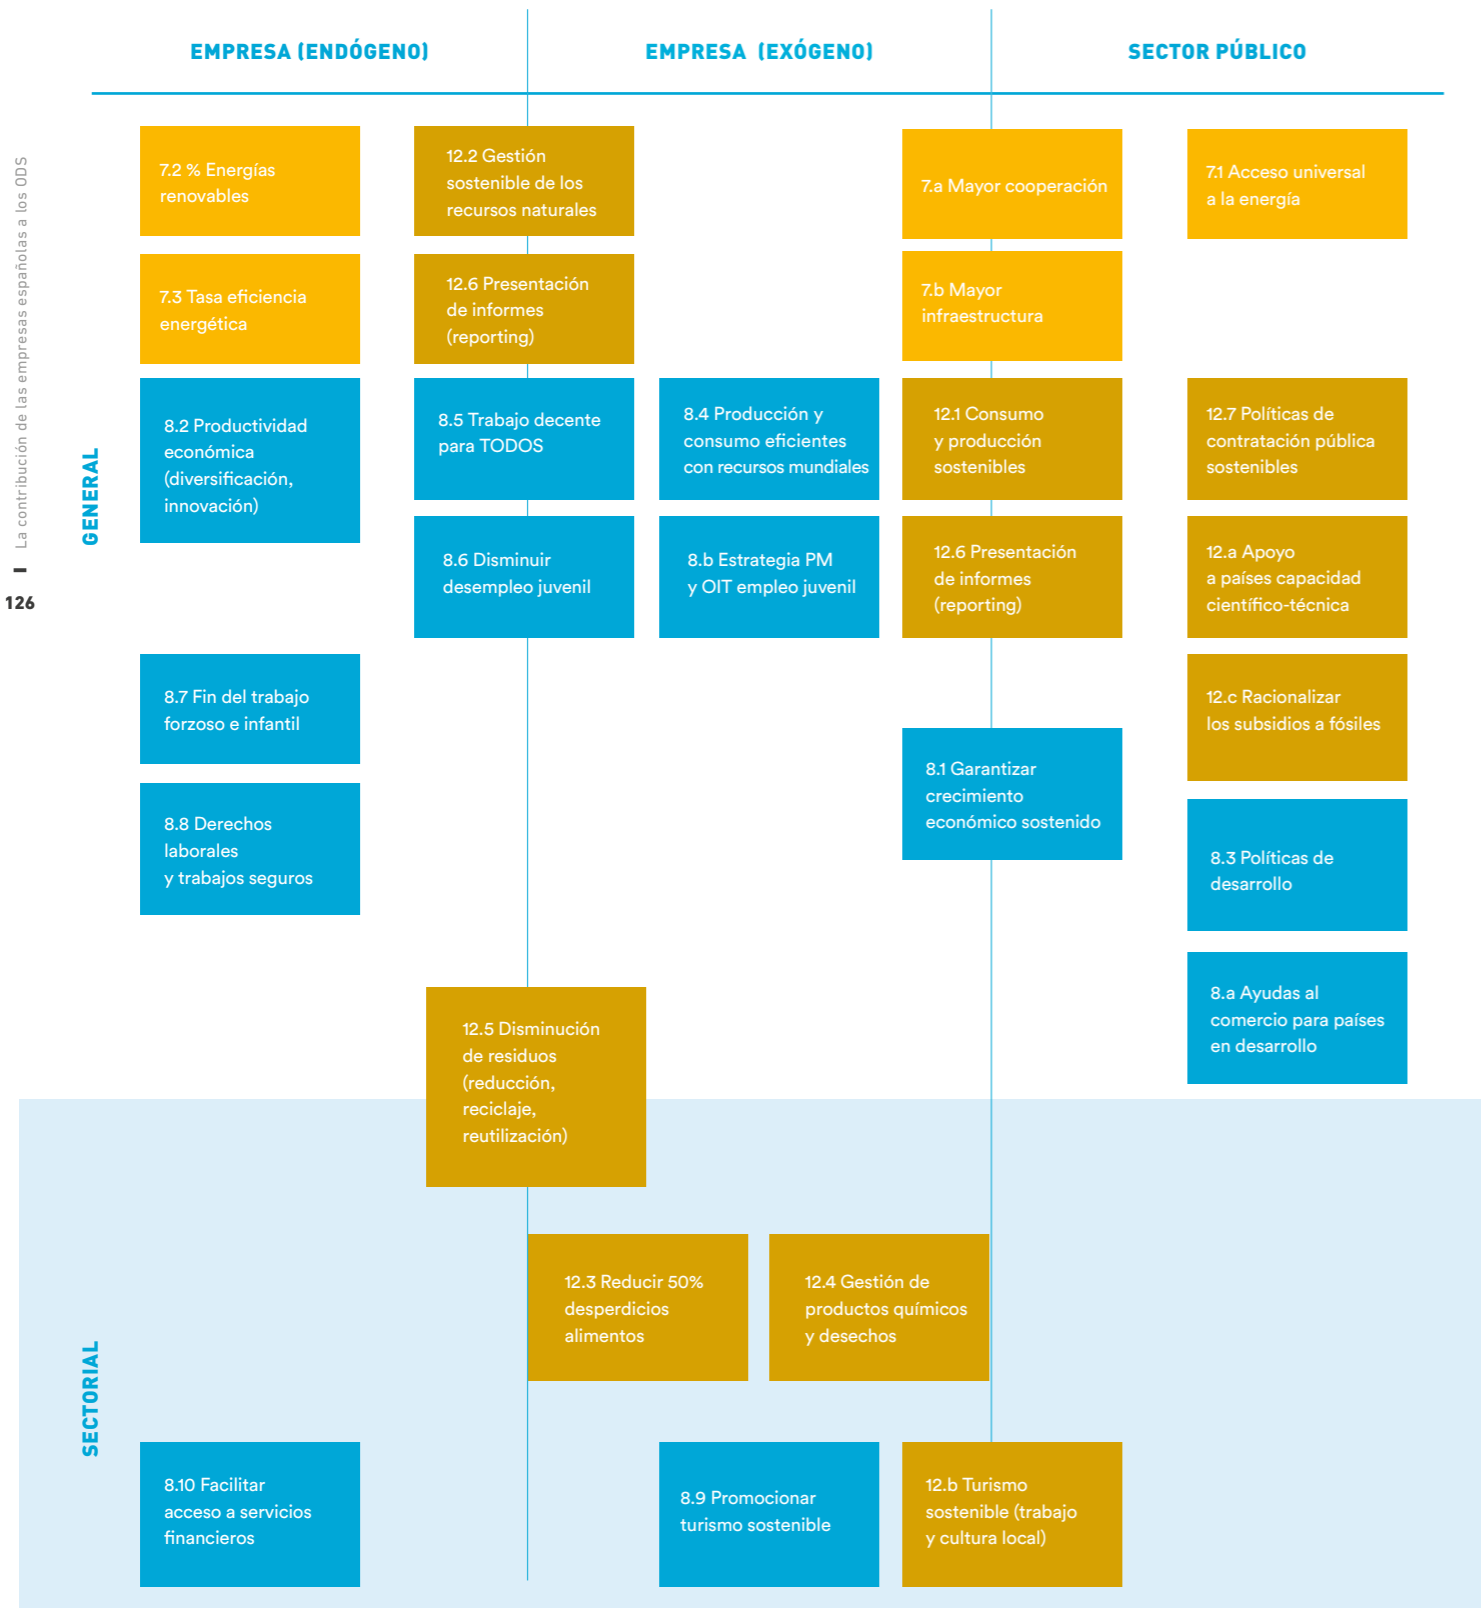 EMPRESA (ENDÓGENO)
EMPRESA (EXÓGENO)
SECTOR PÚBLICO
La contribución de las empresas españolas a los ODS
126
GENERAL
7.2 % Energías
renovables
12.2 Gestión
sostenible de los
recursos naturales
7.a Mayor cooperación
7.1 Acceso universal
a la energía
7.3 Tasa eficiencia
energética
12.6 Presentación
de informes
(reporting)
7.b Mayor
infraestructura
8.2 Productividad
económica
(diversificación,
innovación)
8.5 Trabajo decente
para TODOS
8.4 Producción y
consumo eficientes
con recursos mundiales
12.1 Consumo
y producción
sostenibles
12.7 Políticas de
contratación pública
sostenibles
8.6 Disminuir
desempleo juvenil
8.b Estrategia PM
y OIT empleo juvenil
12.6 Presentación
de informes
(reporting)
12.a Apoyo
a países capacidad
científico-técnica
8.7 Fin del trabajo
forzoso e infantil
12.c Racionalizar
los subsidios a fósiles
8.1 Garantizar
crecimiento
económico sostenido
8.8 Derechos
laborales
y trabajos seguros
8.3 Políticas de
desarrollo
8.a Ayudas al
comercio para países
en desarrollo
12.5 Disminución
de residuos
(reducción,
reciclaje,
reutilización)
SECTORIAL
12.3 Reducir 50%
desperdicios
alimentos
12.4 Gestión de
productos químicos
y desechos
8.10 Facilitar
acceso a servicios
financieros
8.9 Promocionar
turismo sostenible
12.b Turismo
sostenible (trabajo
y cultura local)